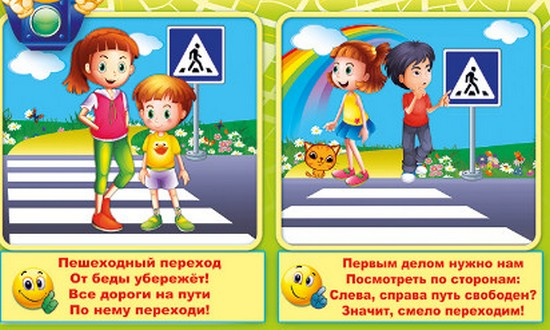 Пешеходный переход
От беды убережёт!
Все дороги на пути
По нему переходи!
Первым делом нужно нам
Посмотреть по сторонам:
Слева, справа путь свободен?
Значит, смело переходим!